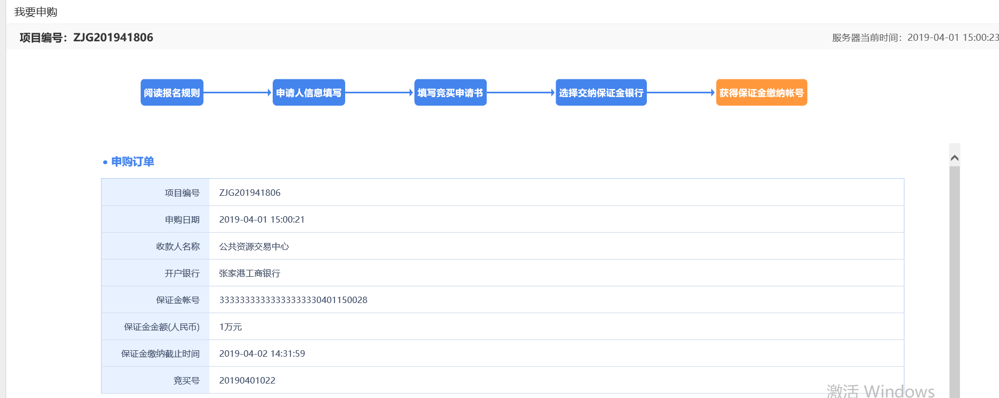 我要申购
项目编号：ZJG201941806 服务器当前时间：2019-04-01 15:00:23
阅读报名规则 申请人信息填写 填写竞买申请书 选择交纳保证金银行 获得保证金缴纳帐号
• 申购订单
项目编号 ZJG201941806
申购日期 2019-04-01 15:00:21
收款人名称 公共资源交易中心
开户银行 张家港工商银行
保证金帐号 33333333333333333330401150028
保证金金额(人民币) 1万元
保证金缴纳截止时间 2019-04-02 14:31:59
竞买号 20190401022
激活 Windows